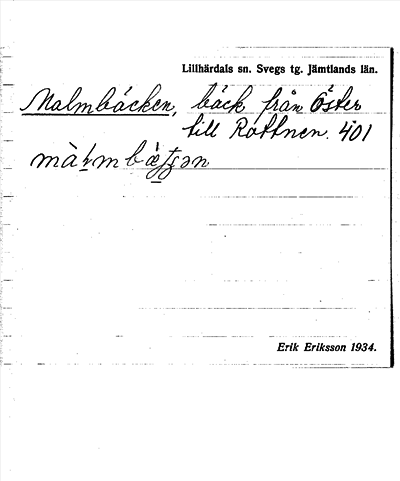 Lillhärdals sn. Svegs tg. Jämtlands län.
Malmbäcken, bäck från Öster
till Rottnen. 401
Erik Eriksson 1934.